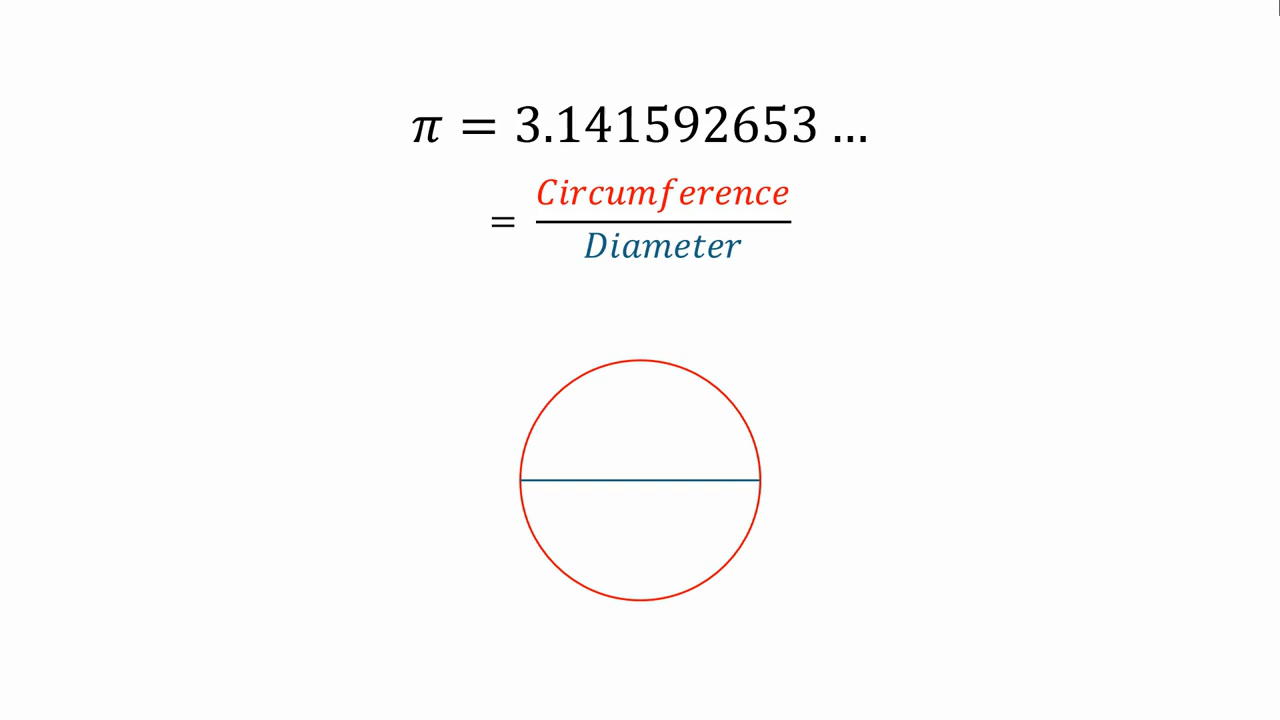 π = 3.141592653 ...
= Circumference
Diameter